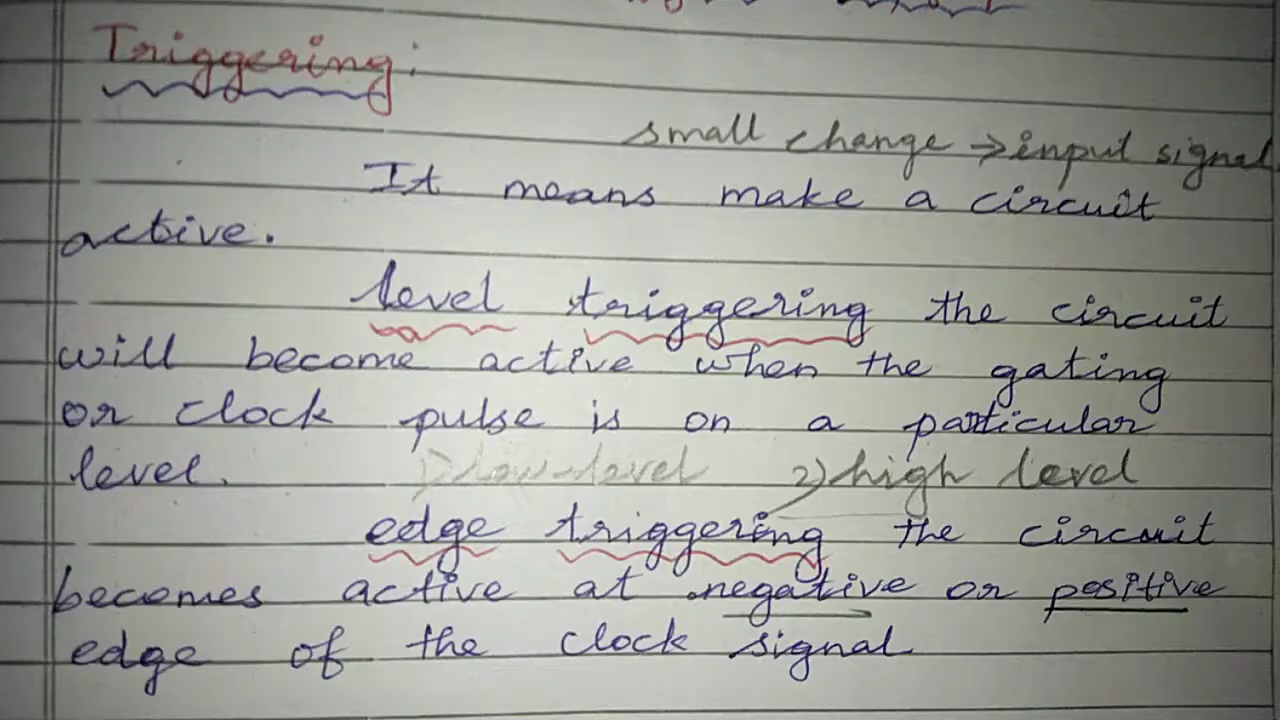 Triggering:
small change → input signal
It means make a circuit
active.
level triggering the circuit
will become active when the gating
or clock pulse is on a particular
level. 1) low-level 2) high level
edge triggering the circuit
becomes active at negative or positive
edge of the clock signal